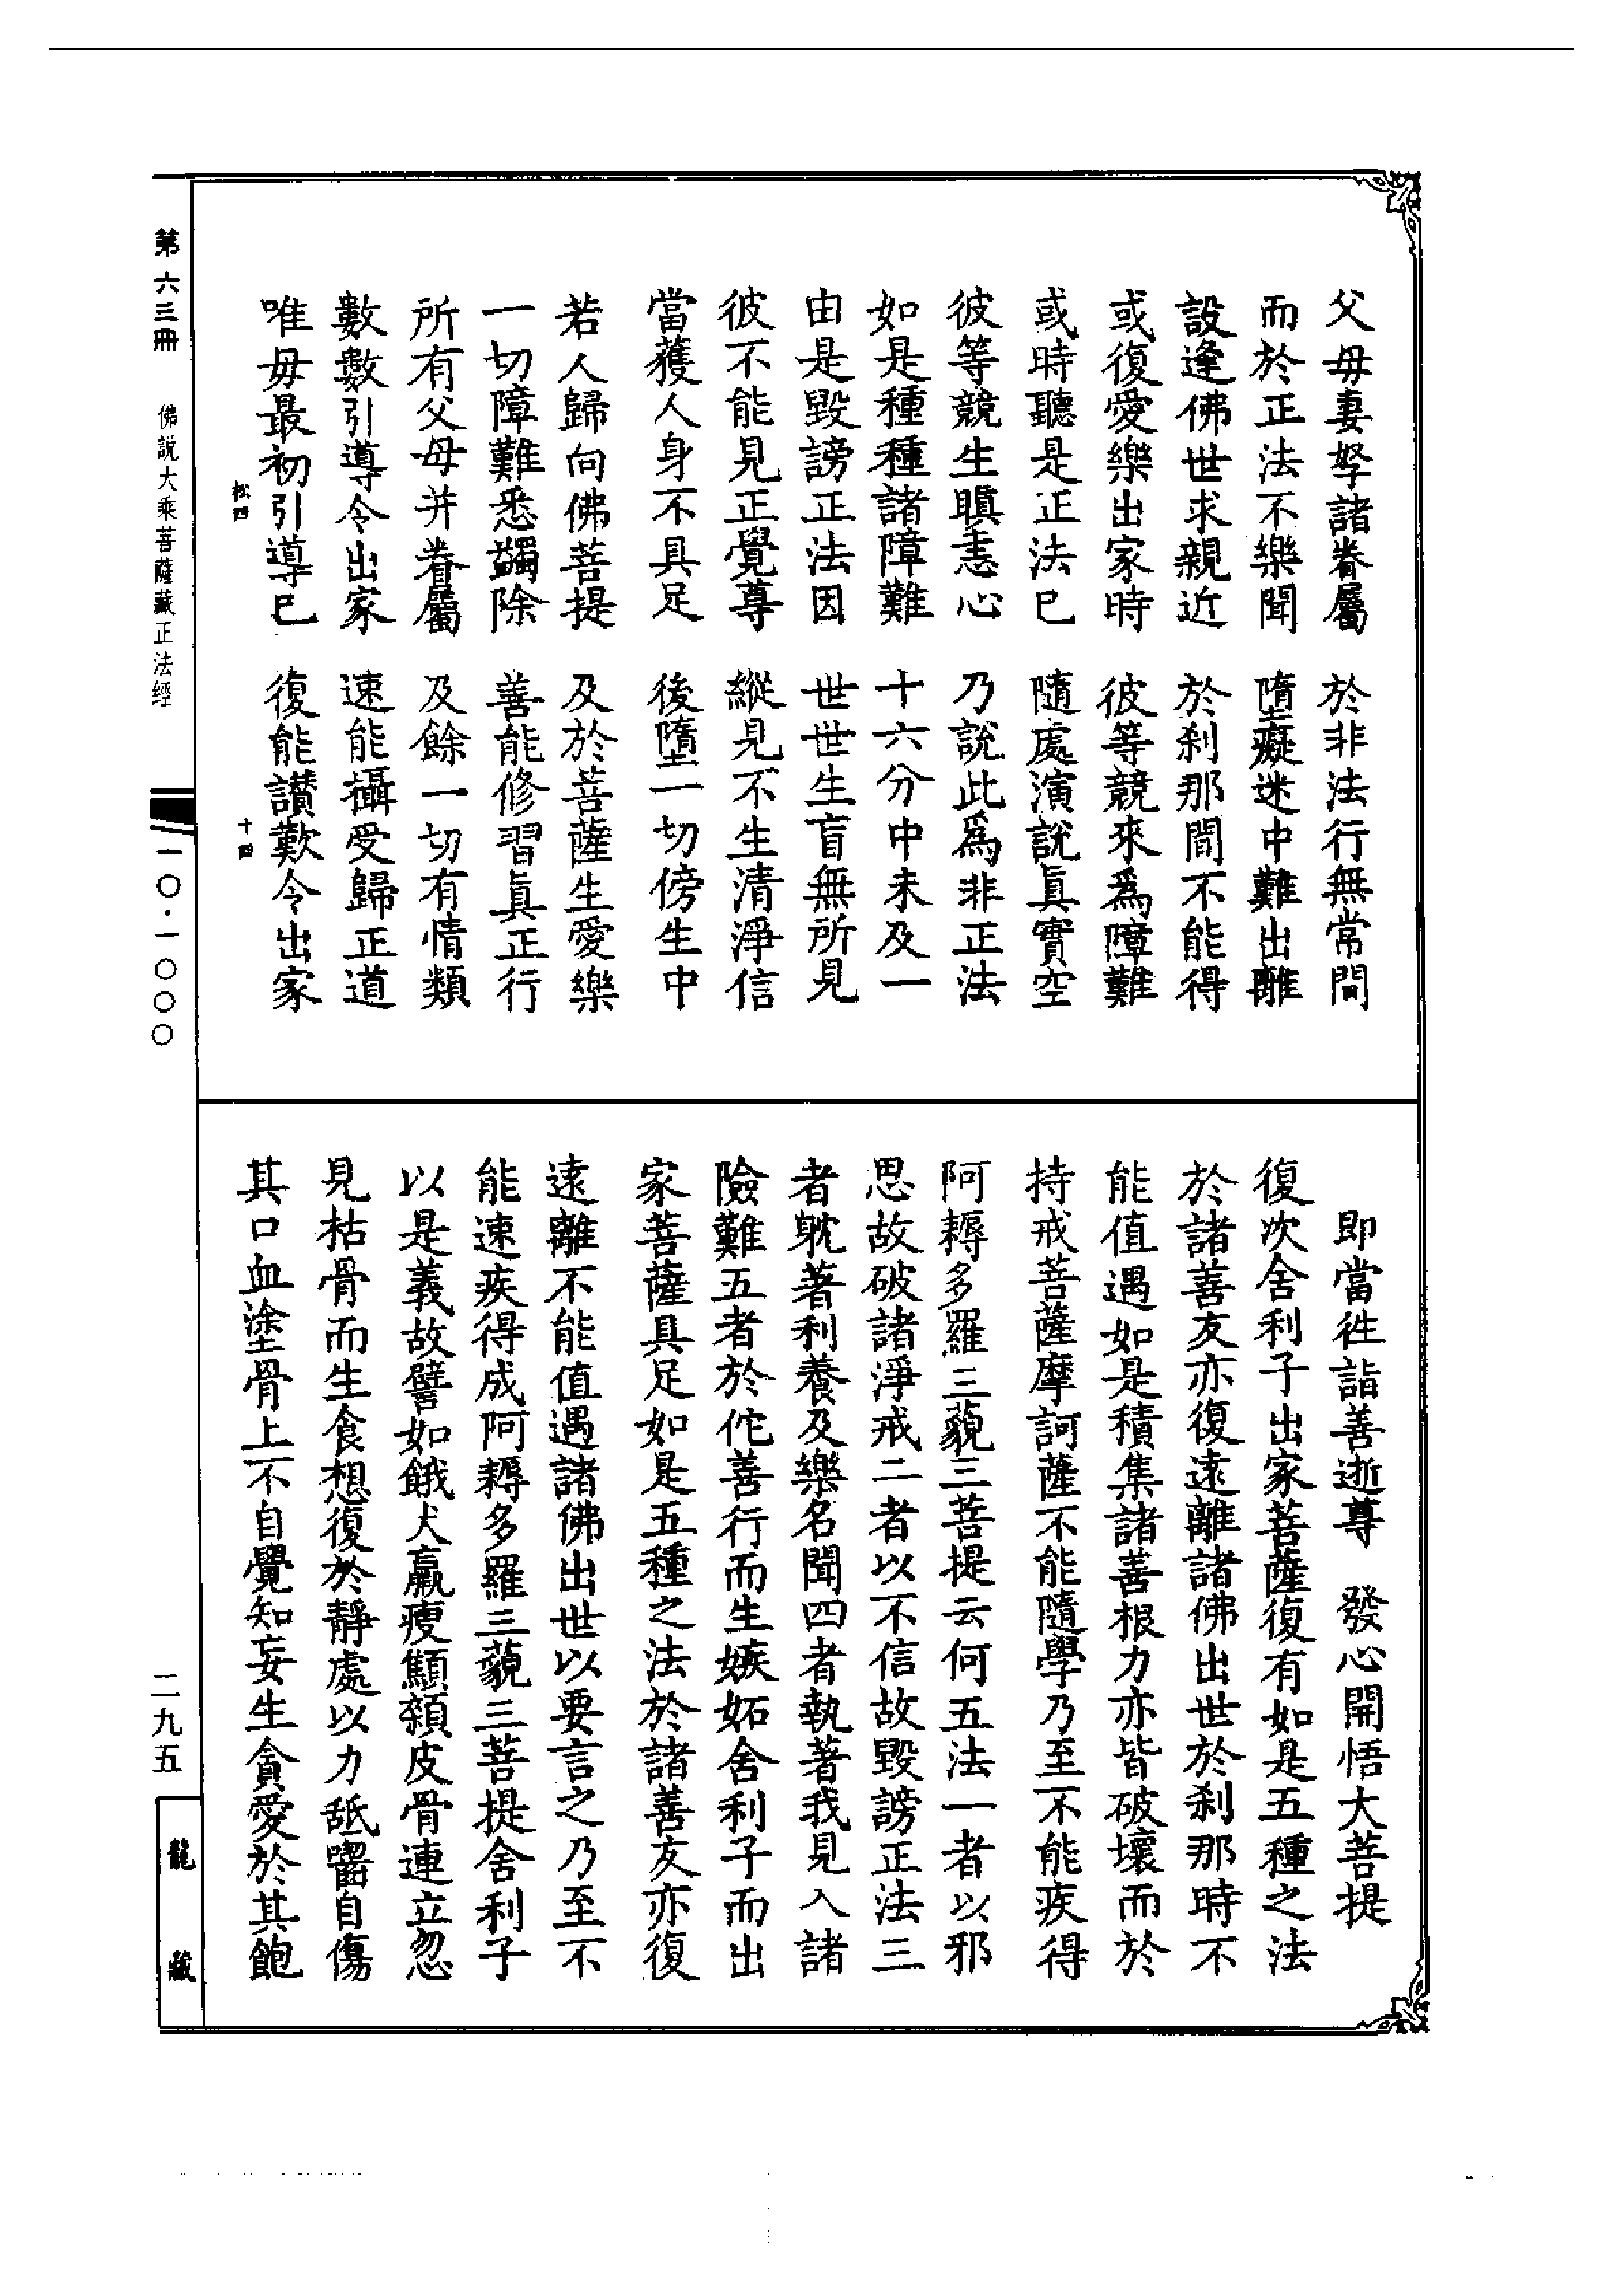 父母妻孥諸眷屬　於非法行無常間
而於正法不樂聞　墮癡迷中難出離
設逢佛世求親近　於刹那間不能得
或復愛樂出家時　彼等競來爲障難
或時聽是正法已　隨處演說眞實空
彼等競生瞋恚心　乃說此爲非正法
如是種種諸障難　十六分中未及一
由是毀謗正法因　世世生盲無所見
彼不能見正覺尊　縱見不生清淨信
當獲人身不具足　後墮一切傍生中
若人歸向佛菩提　及於菩薩生愛樂
一切障難悉蠲除　善能修習眞正行
所有父母并眷屬　及餘一切有情類
數數引導令出家　速能攝受歸正道
唯毋最初引導已　復能讃歎令出家
松四　十四
即當徃詣善逝尊　發心開悟大菩提
復次舍利子出家菩薩復有如是五種之法
於諸善友亦復遠離諸佛出世於刹那時不
能值遇如是積集諸善根力亦皆破壞而於
持戒菩薩摩訶薩不能隨學乃至不能疾得
阿耨多羅三藐三菩提云何五法一者以邪
思故破諸淨戒二者以不信故毀謗正法三
者躭著利養及樂名聞四者執著我見入諸
險難五者於佗善行而生嫉妬舍利子而出
家菩薩具足如是五種之法於諸善友亦復
遠離不能值遇諸佛出世以要言之乃至不
能速疾得成阿耨多羅三藐三菩提舍利子
以是義故譬如餓犬羸瘦顦顇皮骨連立忽
見枯骨而生食想復於靜處以力舐嚙自傷
其口血塗骨上不自覺知妄生貪愛於其飽
第六三冊　佛說大乘菩薩藏正法經
一〇·一〇〇〇
二九五
龍藏